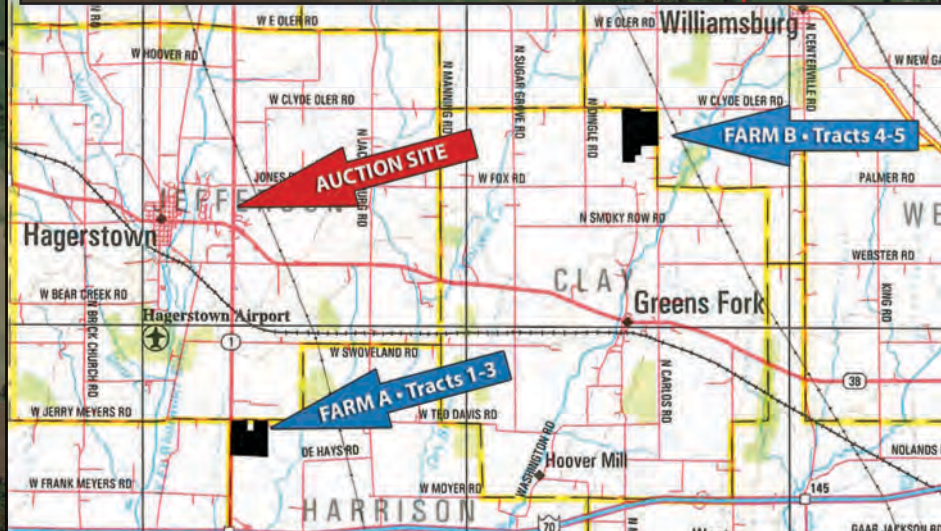 W E OLER RD
W E OLER RD
Williamsburg
W HOOVER RD
N MANNING RD
N SUGAR GROVE RD
N CENTERVILLE RD
W NEW GA
W CLYDE OLER RD
N DINGLE RD
W CLYDE OLER RD
FARM B • Tracts 4-5
AUCTION SITE
JONES
W FOX RD
PALMER RD
JEFFERSON
N SMOKY ROW RD
WE
Hagerstown
WEBSTER RD
CLAY
W BEAR CREEK RD
N BRICK CHURCH RD
Hagerstown Airport
Greens Fork
KING RD
1
W SWOVELAND RD
38
FARM A • Tracts 1-3
N CARLOS RD
W JERRY MEYERS RD
W TED DAVIS RD
DE HAYS RD
WASHINGTON RD
Hoover Mill
NOLANDS
W FRANK MEYERS RD
W MOYER RD
145
HARRISON
70
GAAR JACKSON RD